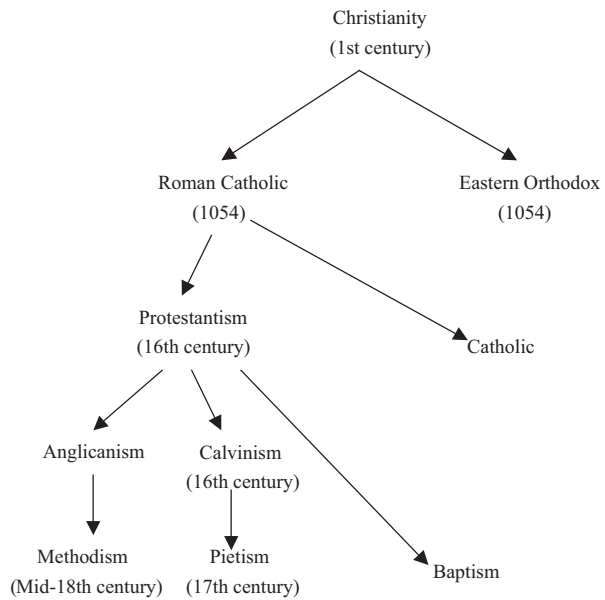 Christianity
(1st century)
Roman Catholic
(1054)
Eastern Orthodox
(1054)
Protestantism
(16th century)
Catholic
Anglicanism
Calvinism
(16th century)
Methodism
(Mid-18th century)
Pietism
(17th century)
Baptism